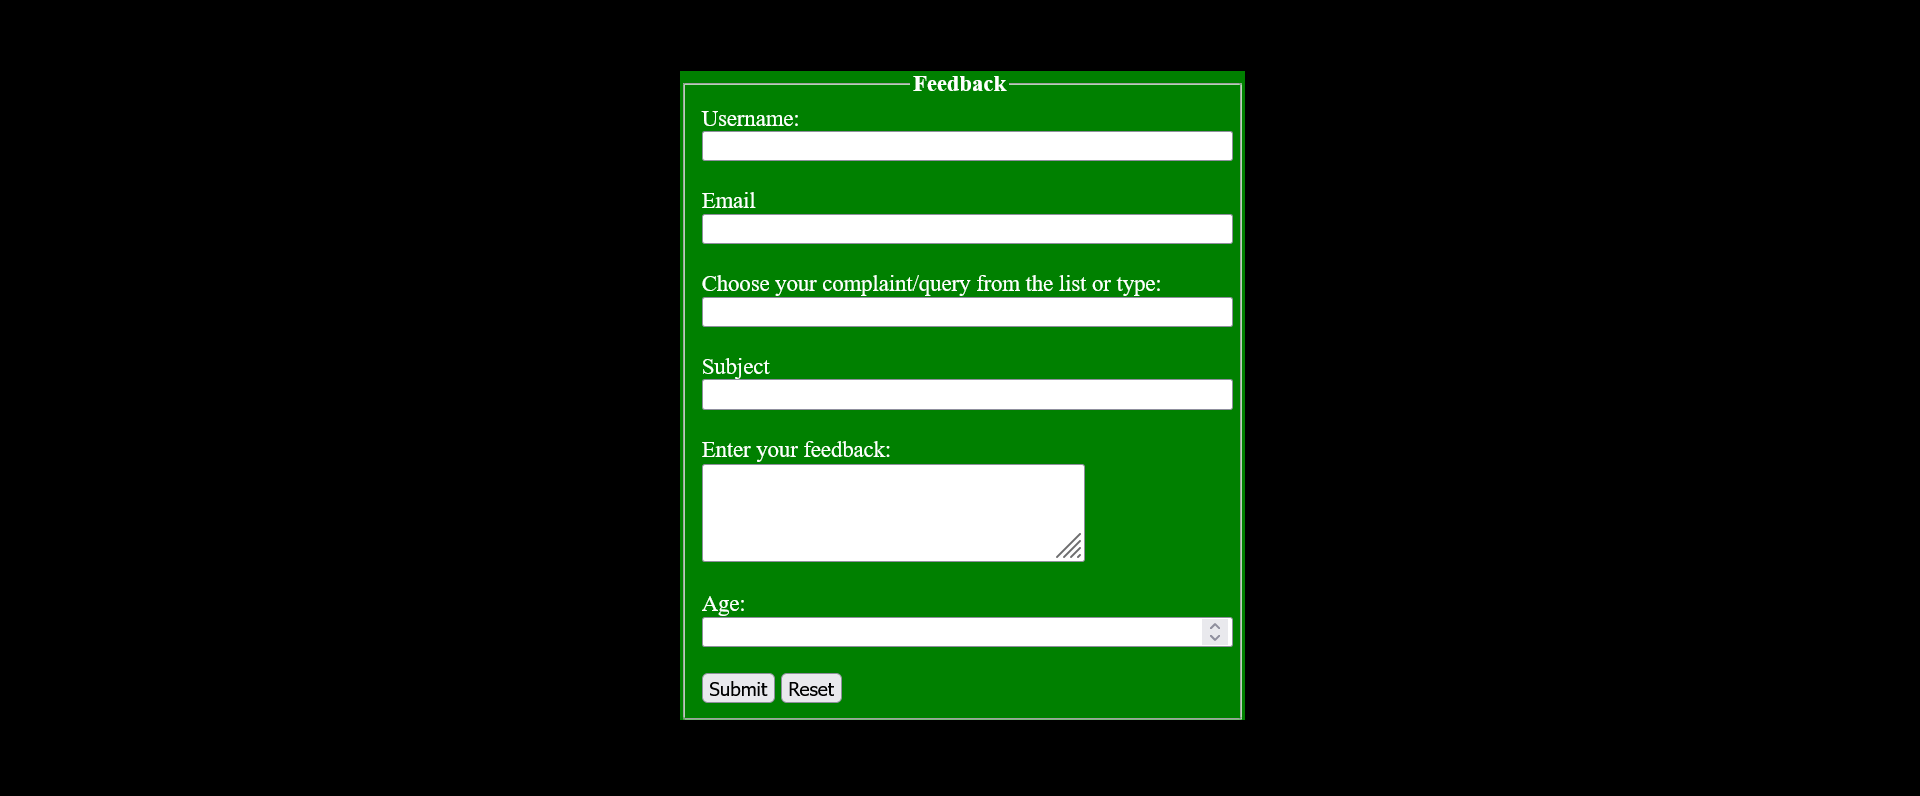 Feedback
Username:
Email
Choose your complaint/query from the list or type:
Subject
Enter your feedback:
Age:
Submit Reset